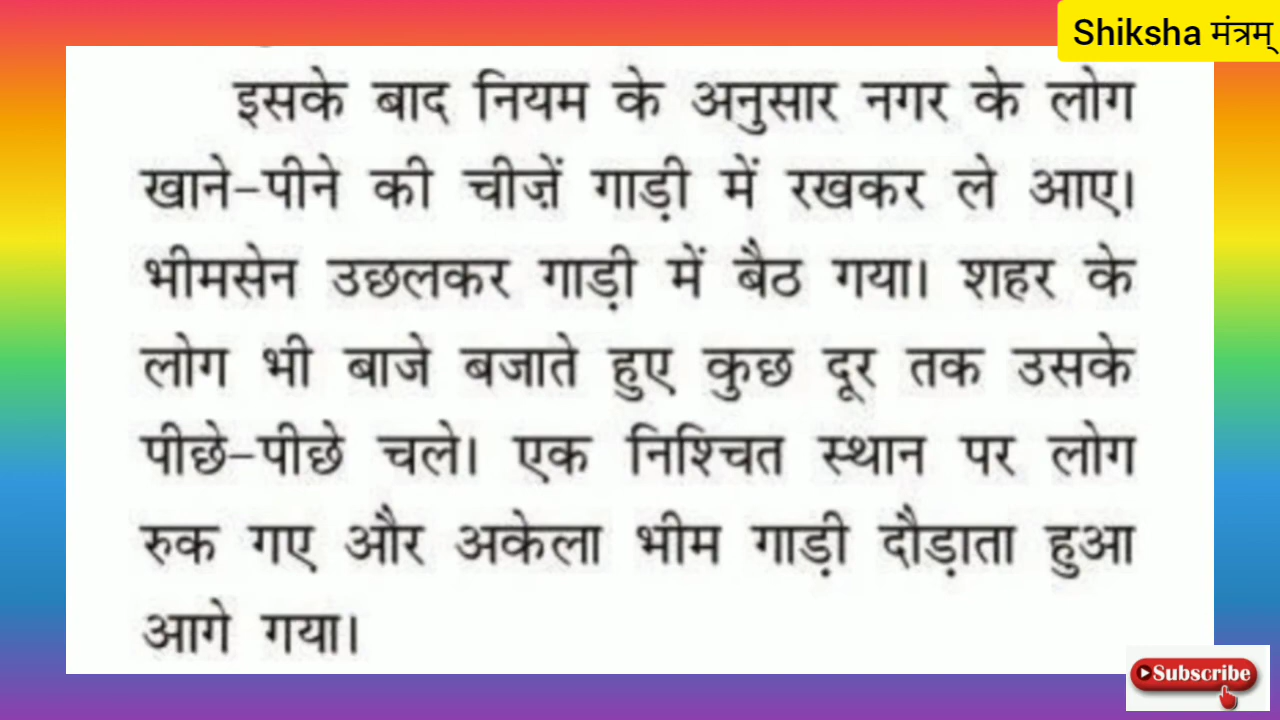 Shiksha मंत्रम्
इसके बाद नियम के अनुसार नगर के लोग
खाने-पीने की चीज़ें गाड़ी में रखकर ले आए।
भीमसेन उछलकर गाड़ी में बैठ गया। शहर के
लोग भी बाजे बजाते हुए कुछ दूर तक उसके
पीछे-पीछे चले। एक निश्चित स्थान पर लोग
रुक गए और अकेला भीम गाड़ी दौड़ाता हुआ
आगे गया।
Subscribe